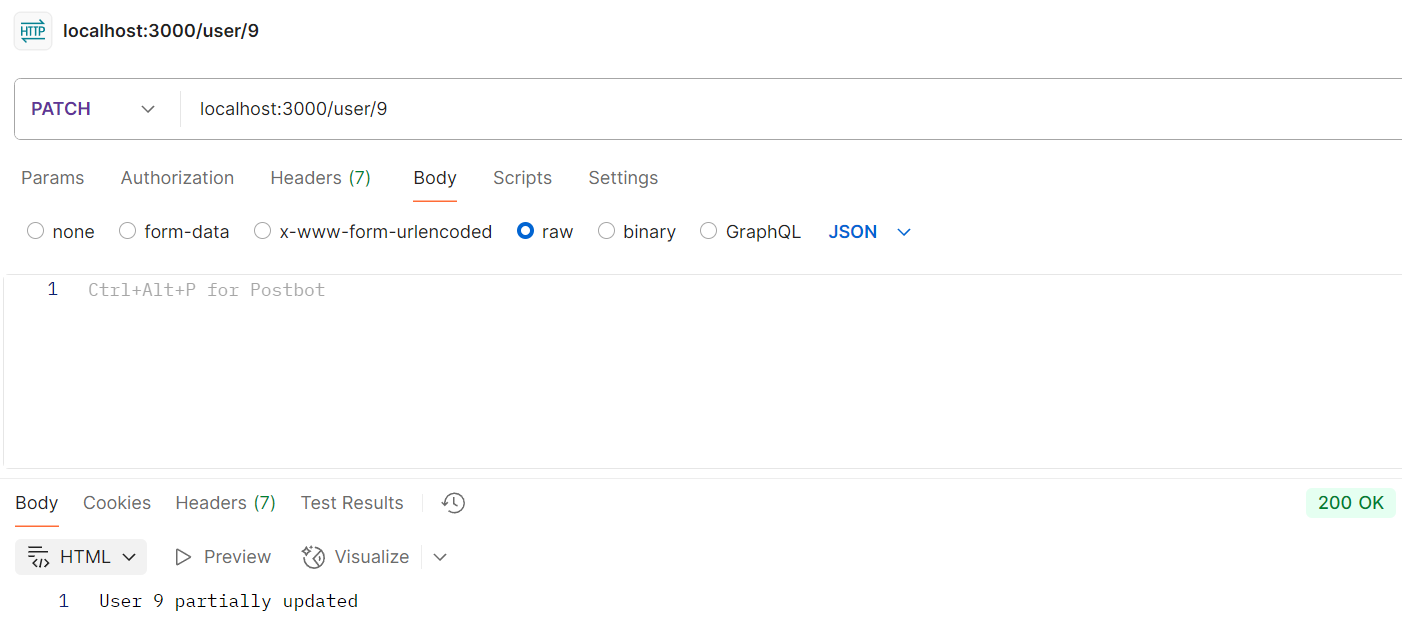 HTTP localhost:3000/user/9
PATCH localhost:3000/user/9
Params Authorization Headers (7) Body Scripts Settings
none form-data x-www-form-urlencoded raw binary GraphQL JSON
1 Ctrl+Alt+P for Postbot
Body Cookies Headers (7) Test Results 200 OK
HTML Preview Visualize
1 User 9 partially updated